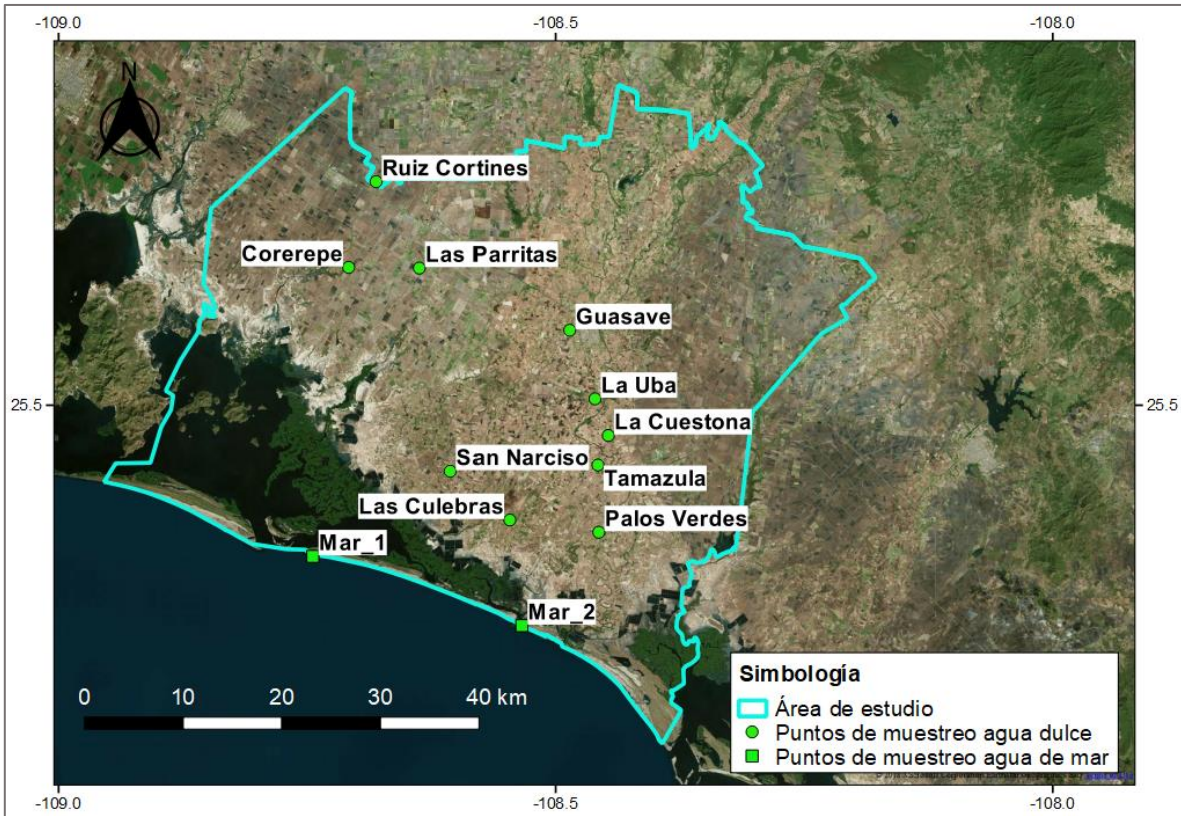 -109.0 -108.5 -108.0
N
Ruiz Cortines
Corerepe
Las Parritas
Guasave
La Uba
25.5 25.5
La Cuestona
San Narciso
Tamazula
Las Culebras
Palos Verdes
Mar_1
Mar_2
0 10 20 30 40 km
Simbología
Área de estudio
Puntos de muestreo agua dulce
Puntos de muestreo agua de mar
-109.0 -108.5 -108.0